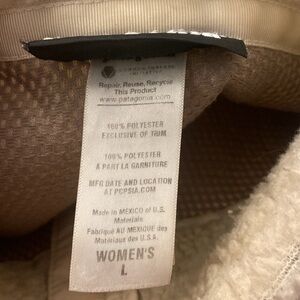 Repair, Reuse, Recycle
This Product
www.patagonia.com
100% POLYESTER
EXCLUSIVE OF TRIM
100% POLYESTER
À PART LA GARNITURE
MFG DATE AND LOCATION
AT PCPSIA.COM
Made in MEXICO of U.S.
Materials
Fabriqué AU MEXIQUE des
Matériaux des U.S.A.
WOMEN'S
L